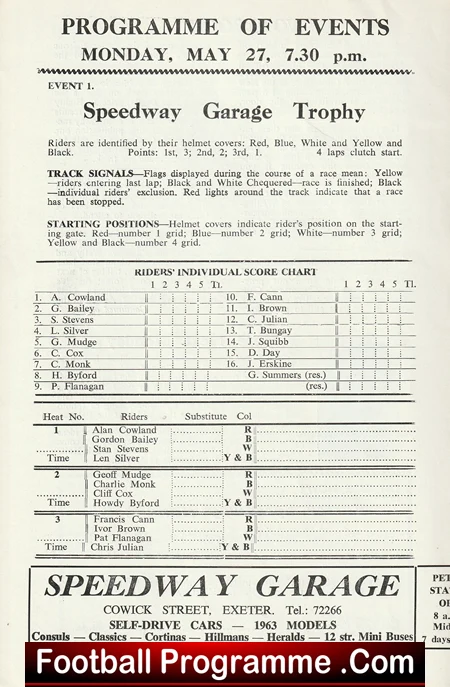 PROGRAMME OF EVENTS
MONDAY, MAY 27, 7.30 p.m.
EVENT 1.
Speedway Garage Trophy
Riders are identified by their helmet covers: Red, Blue, White and Yellow and
Black. Points: 1st, 3; 2nd, 2; 3rd, 1. 4 laps clutch start.
TRACK SIGNALS—Flags displayed during the course of a race mean: Yellow
—riders entering last lap; Black and White Chequered—race is finished; Black
—individual riders' exclusion. Red lights around the track indicate that a race
has been stopped.
STARTING POSITIONS—Helmet covers indicate rider's position on the start-
ing gate. Red—number 1 grid; Blue—number 2 grid; White—number 3 grid;
Yellow and Black—number 4 grid.
RIDERS' INDIVIDUAL SCORE CHART
1 2 3 4 5 Tl. 1 2 3 4 5 Tl.
1. A. Cowland 10. F. Cann
2. G. Bailey 11. I. Brown
3. S. Stevens 12. C. Julian
4. L. Silver 13. T. Bungay
5. G. Mudge 14. J. Squibb
6. C. Cox 15. D. Day
7. C. Monk 16. J. Erskine
8. H. Byford G. Summers (res.)
9. P. Flanagan (res.)
Heat No. Riders Substitute Col
1 Alan Cowland R
Gordon Bailey B
Stan Stevens W
Time Len Silver Y & B
2 Geoff Mudge R
Charlie Monk B
Cliff Cox W
Time Howdy Byford Y & B
3 Francis Cann R
Ivor Brown B
Pat Flanagan W
Time Chris Julian Y & B
SPEEDWAY GARAGE
COWICK STREET, EXETER. Tel.: 72266
SELF-DRIVE CARS — 1963 MODELS
Consuls — Classics — Cortinas — Hillmans — Heralds — 12 str. Mini Buses
PET
STA
8 a.
Mid
7 days
Football Programme .Com